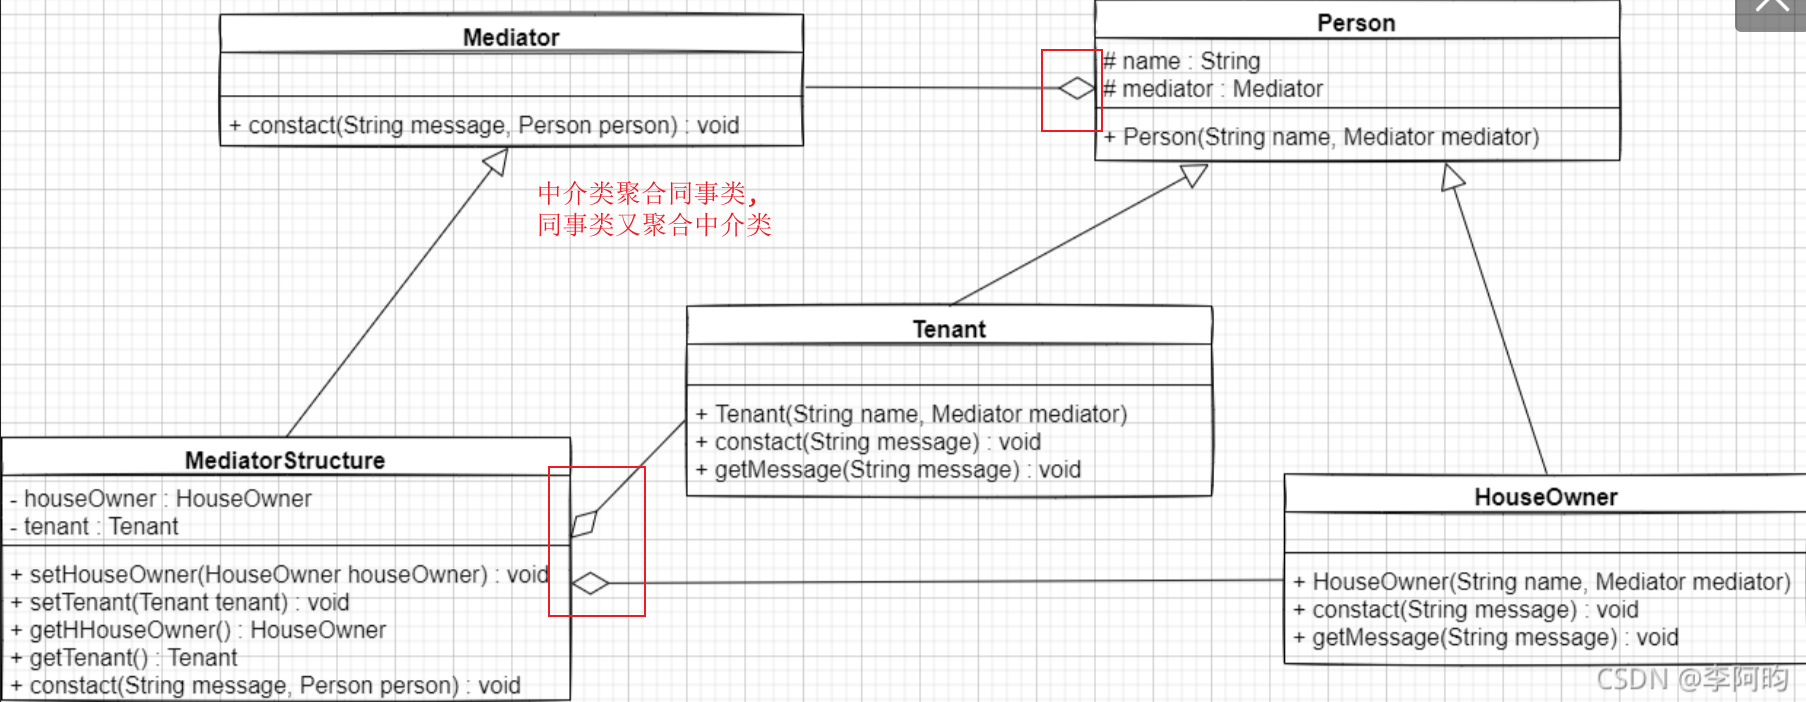 Mediator
+ constact(String message, Person person) : void
Person
# name : String
# mediator : Mediator
+ Person(String name, Mediator mediator)
中介类聚合同事类,
同事类又聚合中介类
Tenant
+ Tenant(String name, Mediator mediator)
+ constact(String message) : void
+ getMessage(String message) : void
MediatorStructure
- houseOwner : HouseOwner
- tenant : Tenant
+ setHouseOwner(HouseOwner houseOwner) : void
+ setTenant(Tenant tenant) : void
+ getHHouseOwner() : HouseOwner
+ getTenant() : Tenant
+ constact(String message, Person person) : void
HouseOwner
+ HouseOwner(String name, Mediator mediator)
+ constact(String message) : void
+ getMessage(String message) : void
CSDN @李阿昀